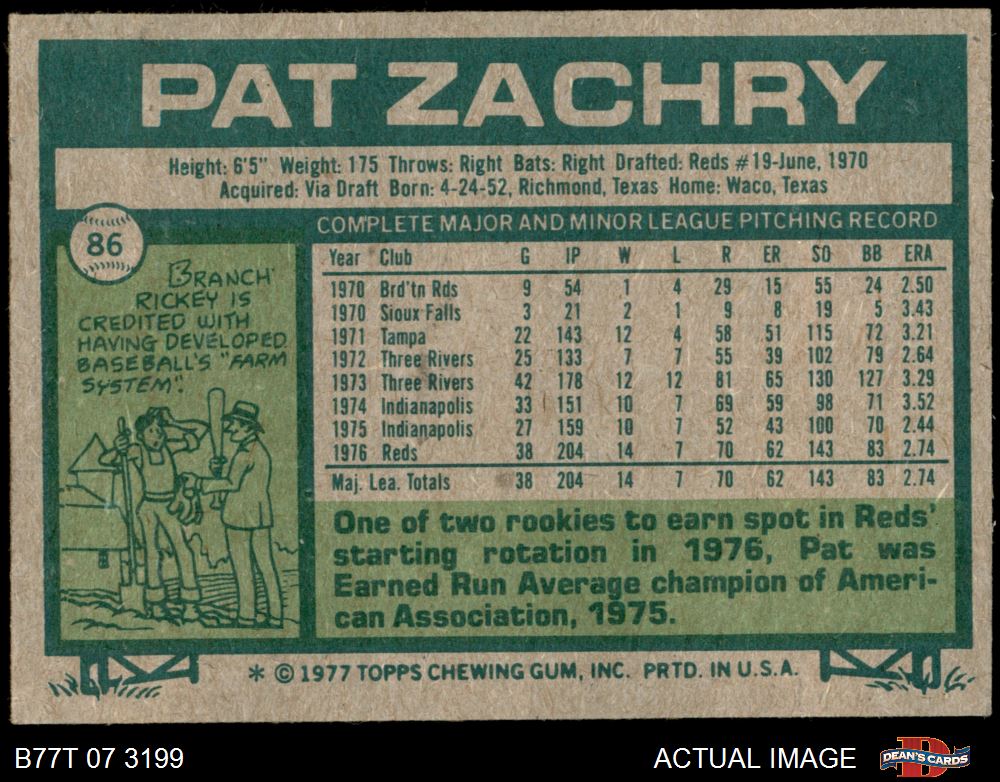 PAT ZACHRY
Height: 6'5" Weight: 175 Throws: Right Bats: Right Drafted: Reds #19-June, 1970
Acquired: Via Draft Born: 4-24-52, Richmond, Texas Home: Waco, Texas
86
BRANCH
RICKEY IS
CREDITED WITH
HAVING DEVELOPED
BASEBALL'S "FARM
SYSTEM".
COMPLETE MAJOR AND MINOR LEAGUE PITCHING RECORD
Year Club G IP W L R ER SO BB ERA
1970 Brd'tn Rds 9 54 1 4 29 15 55 24 2.50
1970 Sioux Falls 3 21 2 1 9 8 19 5 3.43
1971 Tampa 22 143 12 4 58 51 115 72 3.21
1972 Three Rivers 25 133 7 7 55 39 102 79 2.64
1973 Three Rivers 42 178 12 12 81 65 130 127 3.29
1974 Indianapolis 33 151 10 7 69 59 98 71 3.52
1975 Indianapolis 27 159 10 7 52 43 100 70 2.44
1976 Reds 38 204 14 7 70 62 143 83 2.74
Maj. Lea. Totals 38 204 14 7 70 62 143 83 2.74
One of two rookies to earn spot in Reds'
starting rotation in 1976, Pat was
Earned Run Average champion of Ameri-
can Association, 1975.
* © 1977 TOPPS CHEWING GUM, INC. PRTD. IN U.S.A.
B77T 07 3199
ACTUAL IMAGE
DEAN'S CARDS